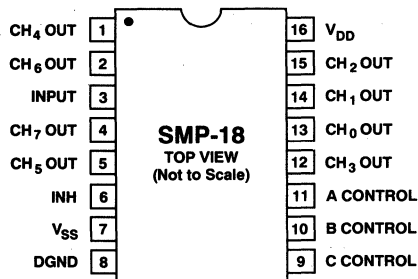 CH4 OUT 1
CH6 OUT 2
INPUT 3
CH7 OUT 4
CH5 OUT 5
INH 6
VSS 7
DGND 8
SMP-18
TOP VIEW
(Not to Scale)
16 VDD
15 CH2 OUT
14 CH1 OUT
13 CH0 OUT
12 CH3 OUT
11 A CONTROL
10 B CONTROL
9 C CONTROL